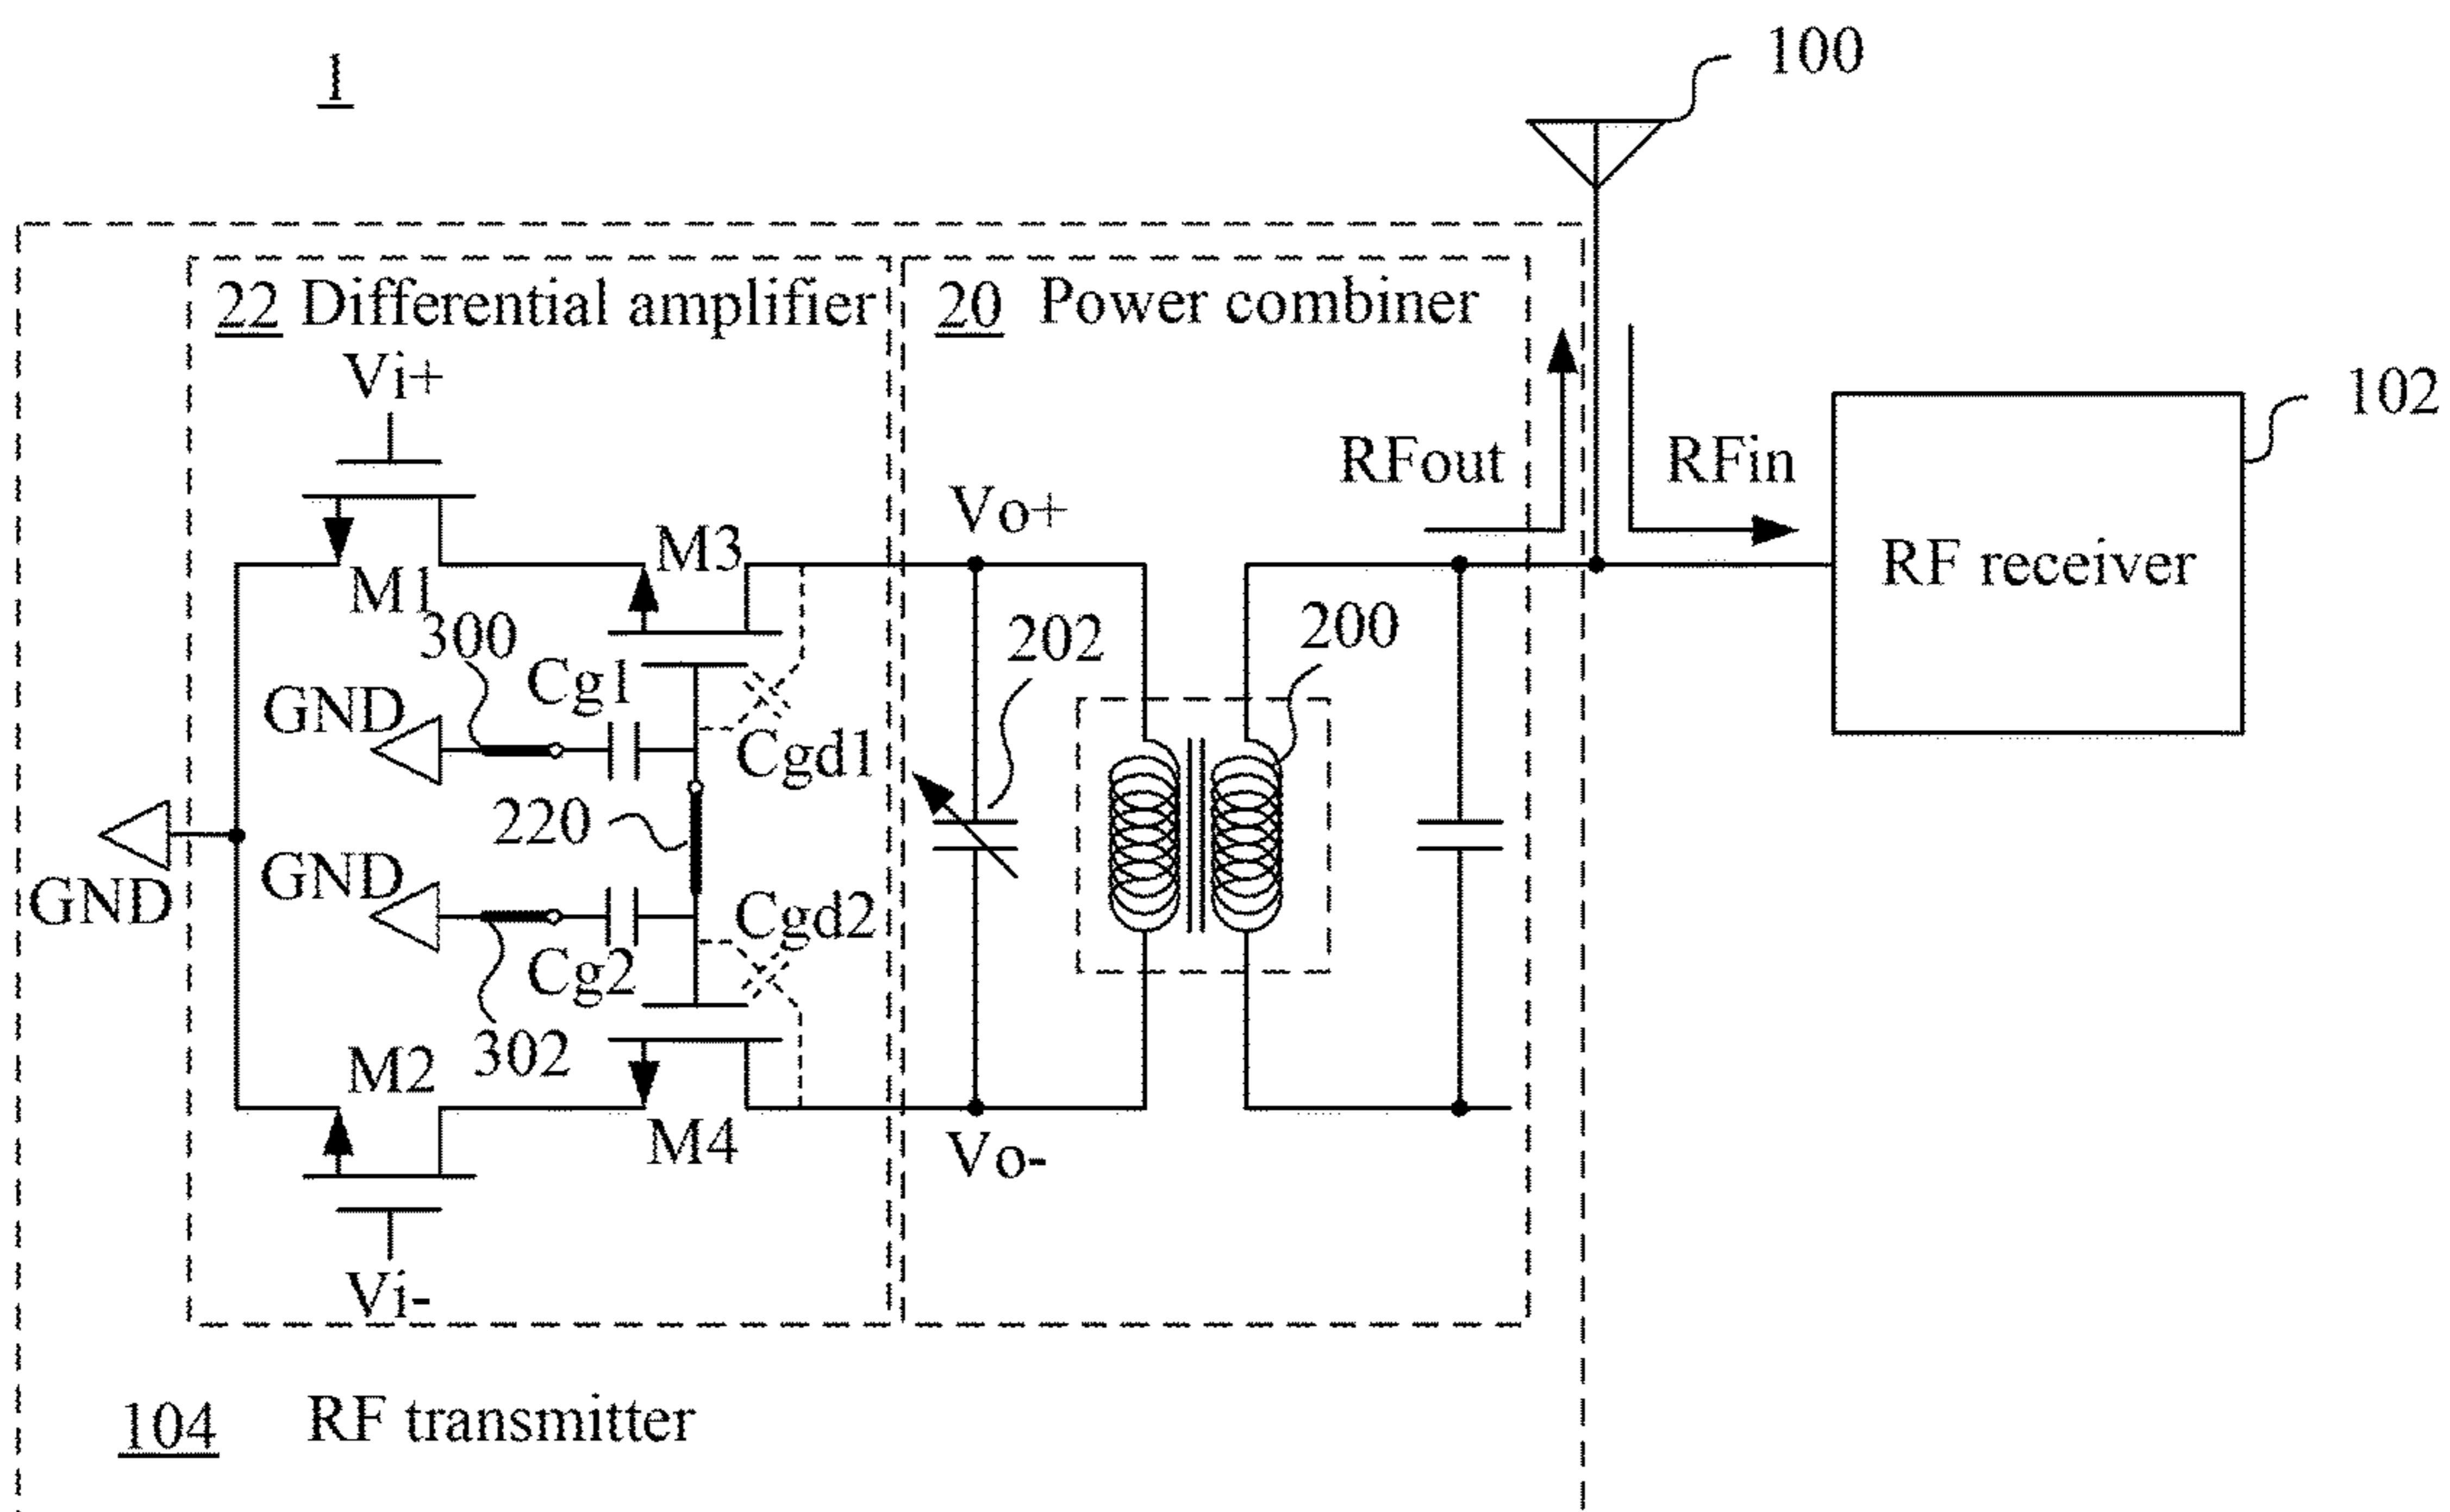 1
100
22 Differential amplifier
20 Power combiner
Vi+
102
RFout
RFin
Vo+
M3
RF receiver
M1
300
202
200
Cg1
GND
Cgd1
220
GND
GND
Cgd2
Cg2
302
M2
M4
Vo-
Vi-
104 RF transmitter